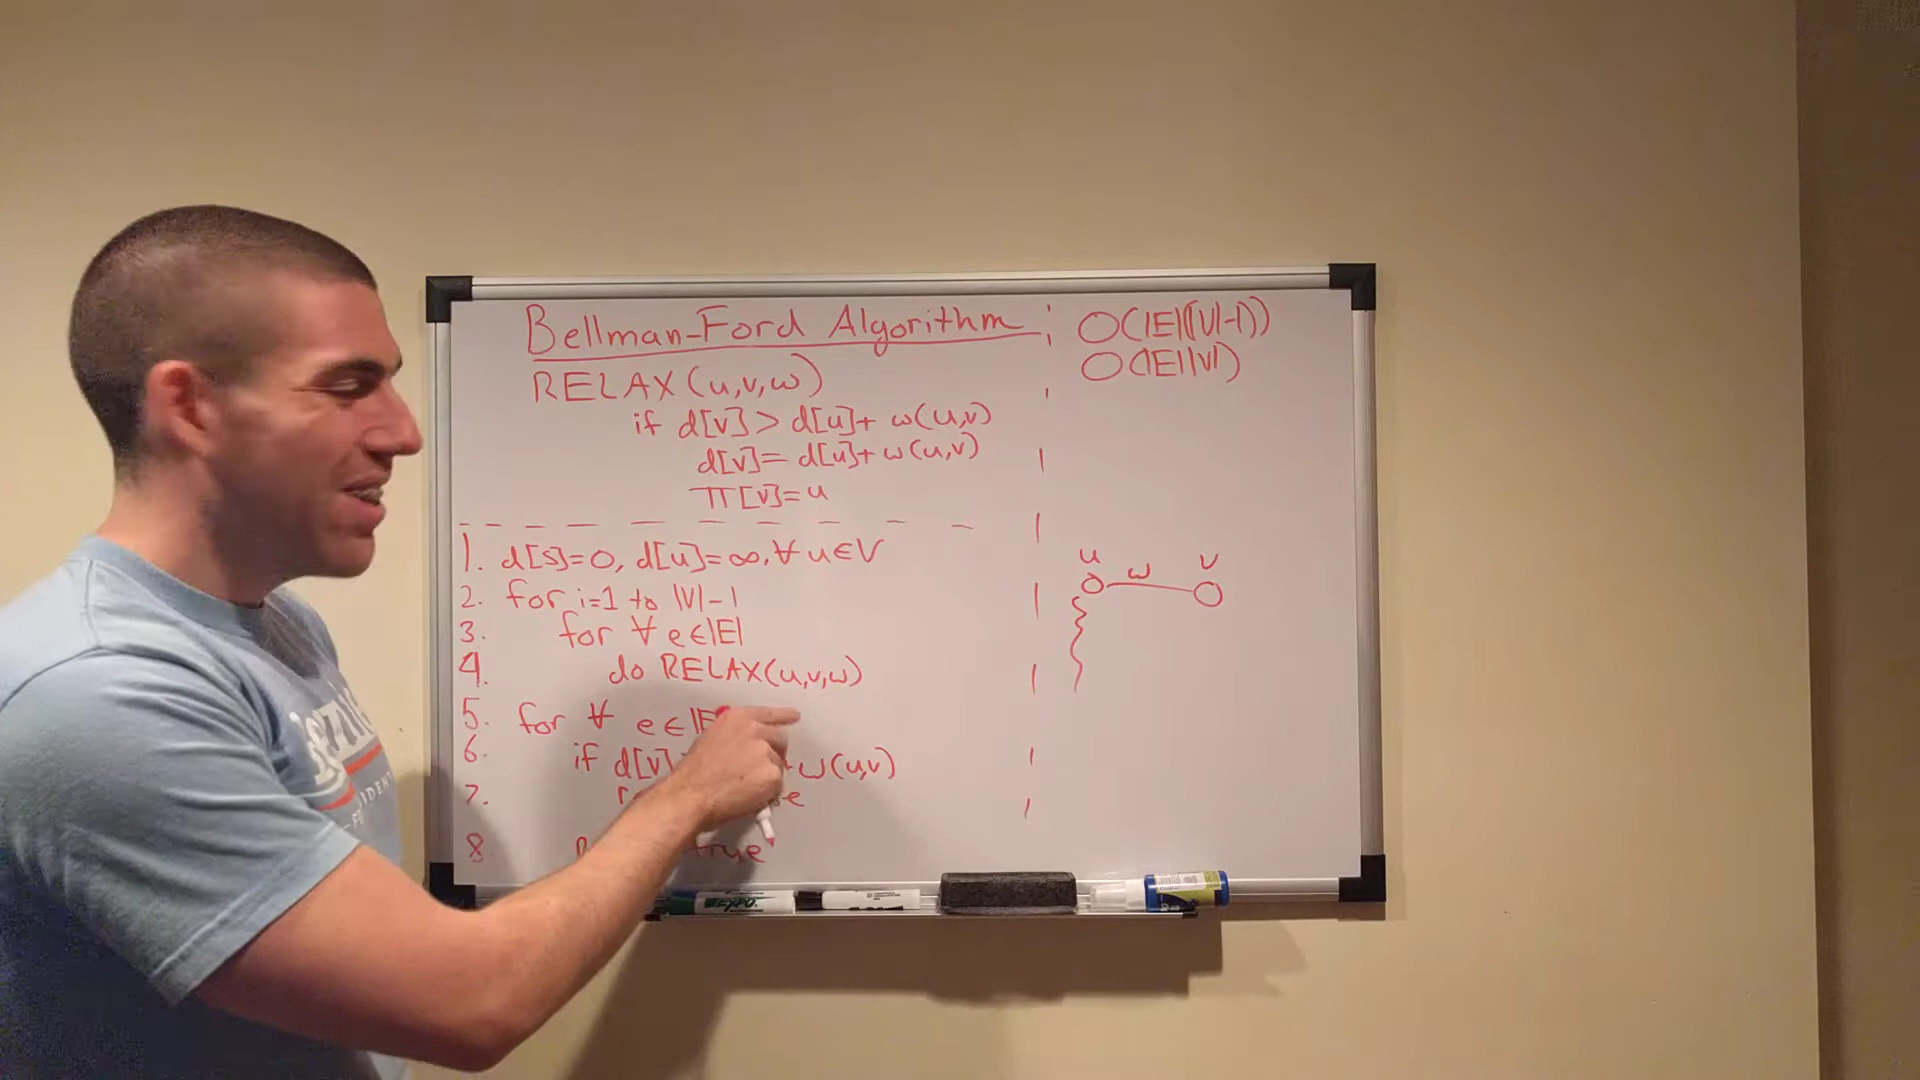 Bellman-Ford Algorithm
RELAX(u,v,w)
if d[v] > d[u] + w(u,v)
d[v] = d[u] + w(u,v)
π[v] = u
1. d[s]=0, d[u]=∞, ∀ u∈V
2. for i=1 to |V|-1
3. for ∀ e∈|E|
4. do RELAX(u,v,w)
5. for ∀ e∈|E
6. if d[v] + w(u,v)
7.
8. true
O(|E|(|V|-1))
O(|E||V|)
u w v
EXPO